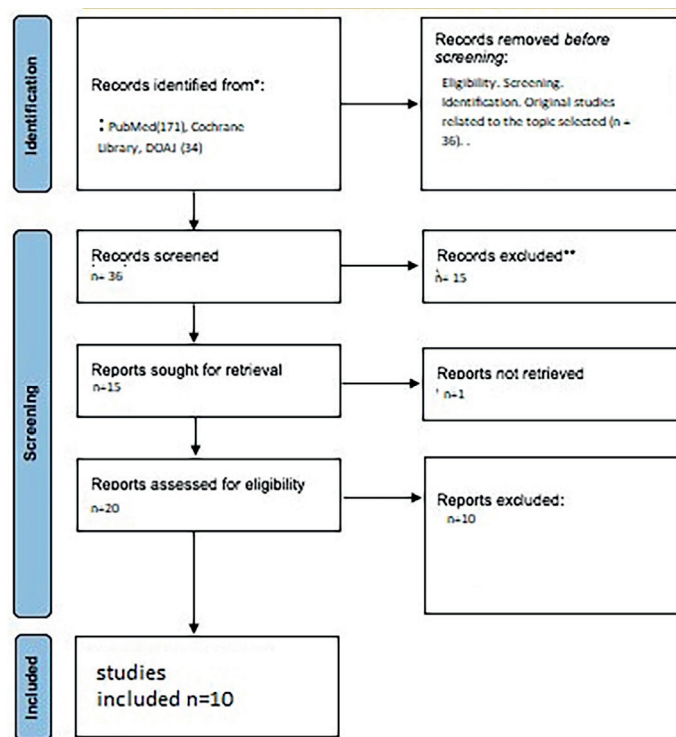 Identification
Records identified from*:
: PubMed(171), Cochrane
Library, DOAJ (34)
Records removed before
screening:
Eligibility. Screening.
Identification. Original studies
related to the topic selected (n =
36). .
Screening
Records screened
n= 36
Records excluded**
n= 15
Reports sought for retrieval
n=15
Reports not retrieved
' n=1
Reports assessed for eligibility
n=20
Reports excluded:
n=10
Included
studies
included n=10